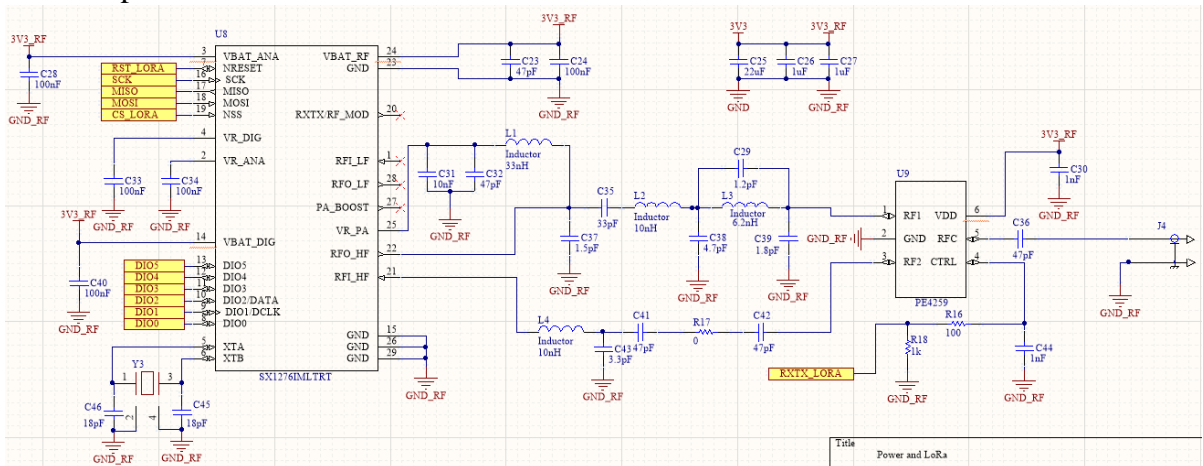 U8
3V3_RF
C28
100nF
GND_RF
RST_LORA
SCK
MISO
MOSI
CS_LORA
3
7
16
17
18
19
VBAT_ANA
NRESET
SCK
MISO
MOSI
NSS
4
VR_DIG
2
VR_ANA
C33
100nF
C34
100nF
GND_RF
GND_RF
3V3_RF
14
VBAT_DIG
C40
100nF
GND_RF
DIO5
DIO4
DIO3
DIO2
DIO1
DIO0
13
12
11
10
9
8
DIO5
DIO4
DIO3
DIO2/DATA
DIO1/DCLK
DIO0
5
XTA
6
XTB
Y3
1
3
2
4
C46
18pF
C45
18pF
GND_RF
GND_RF
VBAT_RF
24
GND
23
RXTX/RF_MOD
20
RFI_LF
1
RFO_LF
28
PA_BOOST
27
VR_PA
25
RFO_HF
22
RFI_HF
21
GND
15
GND
26
GND
29
SX1276IMLTRT
GND_RF
3V3_RF
C23
47pF
C24
100nF
GND_RF
3V3
3V3_RF
C25
22uF
C26
1uF
C27
1uF
GND
GND_RF
L1
Inductor
33nH
C31
10nF
C32
47pF
GND_RF
C35
33pF
C37
1.5pF
GND_RF
L2
Inductor
10nH
C29
1.2pF
L3
Inductor
6.2nH
C38
4.7pF
C39
1.8pF
GND_RF
GND_RF
L4
Inductor
10nH
C41
47pF
C43
3.3pF
GND_RF
R17
0
C42
47pF
U9
1
RF1
2
GND
3
RF2
VDD
6
RFC
5
CTRL
4
PE4259
GND_RF
3V3_RF
C30
1nF
GND_RF
C36
47pF
J4
GND_RF
R16
100
R18
1k
GND_RF
C44
1nF
GND_RF
RXTX_LORA
Title
Power and LoRa